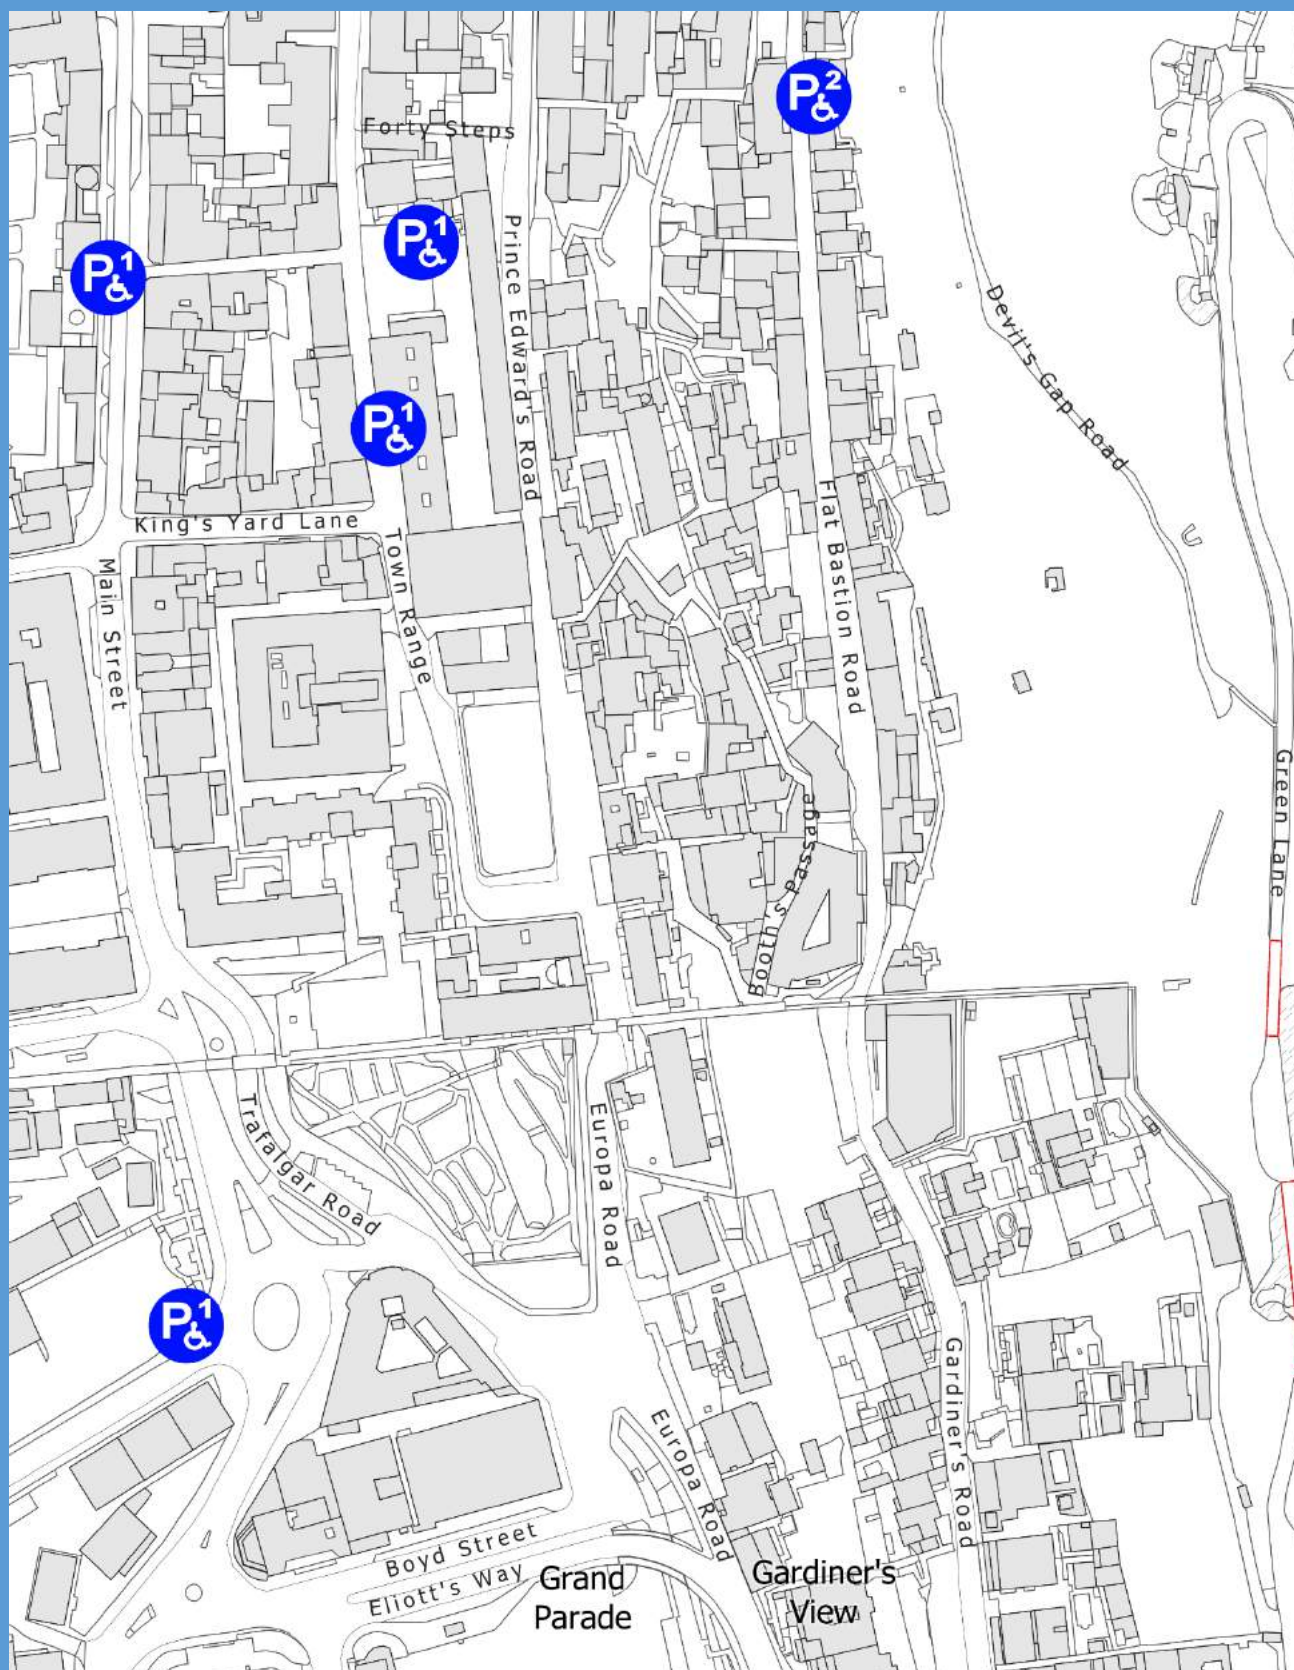 P 2
Forty Steps
P 1
P 1
Prince Edward's Road
Devil's Gap Road
P 1
Flat Bastion Road
King's Yard Lane
Town Range
Main Street
Green Lane
Booth's Passage
Trafalgar Road
Europa Road
P 1
Gardiner's Road
Europa Road
Boyd Street
Eliott's Way
Grand
Parade
Gardiner's
View